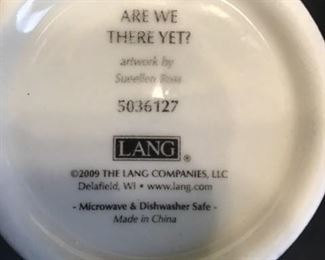 ARE WE
THERE YET?
artwork by
Sueellen Ross
5036127
LANG®
©2009 THE LANG COMPANIES, LLC
Delafield, WI • www.lang.com
- Microwave & Dishwasher Safe -
Made in China